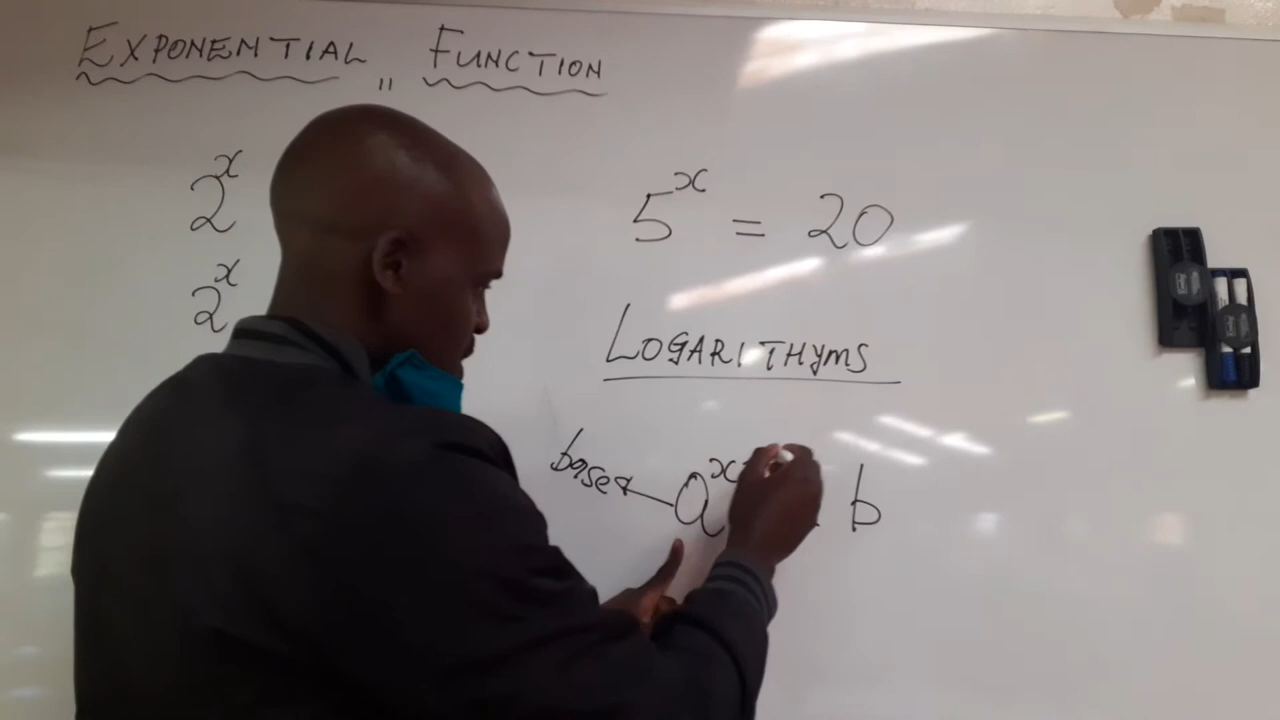 EXPONENTIAL FUNCTION
2^x
5^x = 20
2^x
LOGARITHYMS
base
a^x b